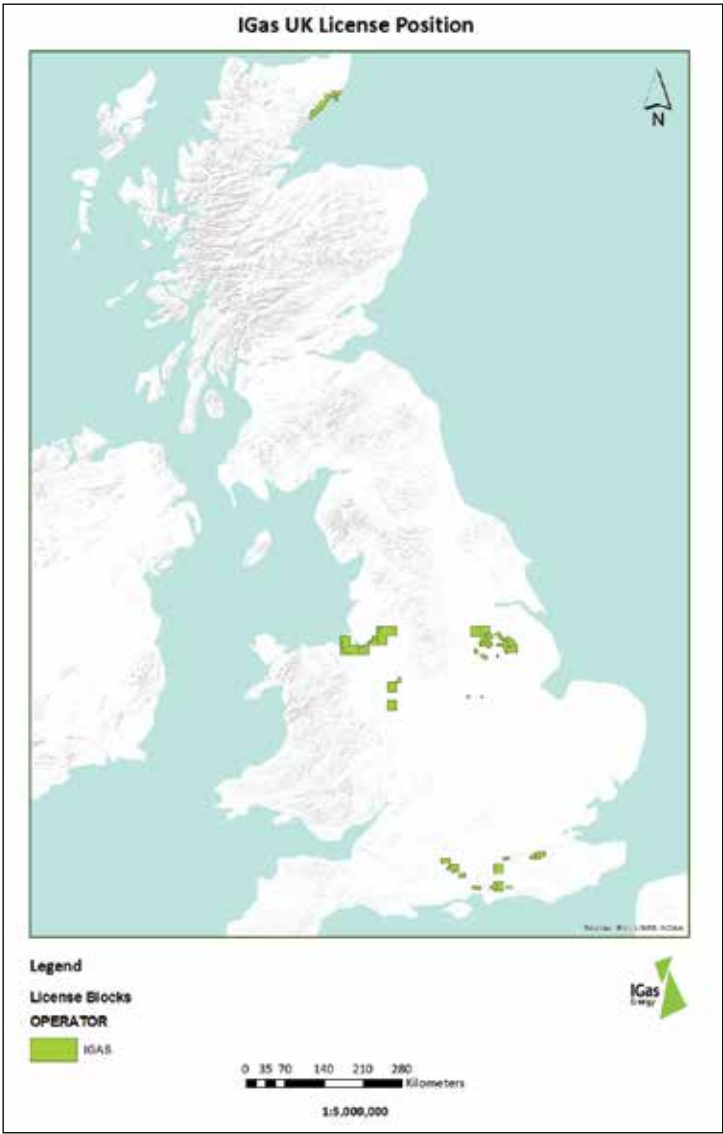 IGas UK License Position
N
Legend
License Blocks
OPERATOR
IGAS
IGas
Energy
0 35 70 140 210 280
Kilometers
1:5,000,000